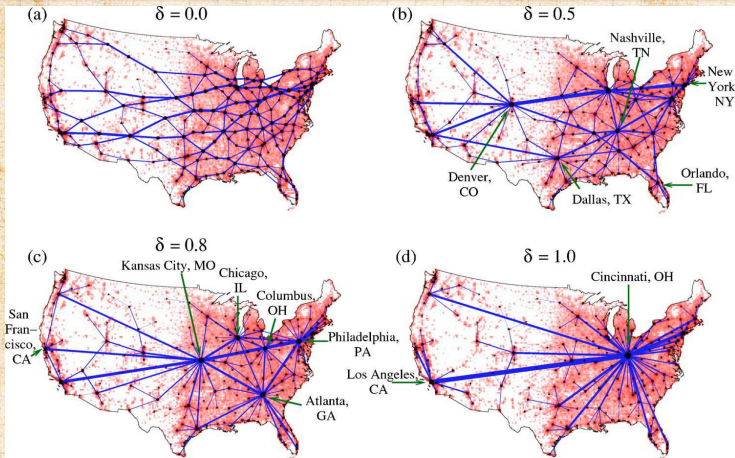 (a)
δ = 0.0
(b)
δ = 0.5
Nashville,
TN
New
York
NY
Denver,
CO
Dallas, TX
Orlando,
FL
(c)
δ = 0.8
Kansas City, MO
Chicago,
IL
Columbus,
OH
San
Fran–
cisco,
CA
Philadelphia,
PA
Atlanta,
GA
(d)
δ = 1.0
Cincinnati, OH
Los Angeles,
CA